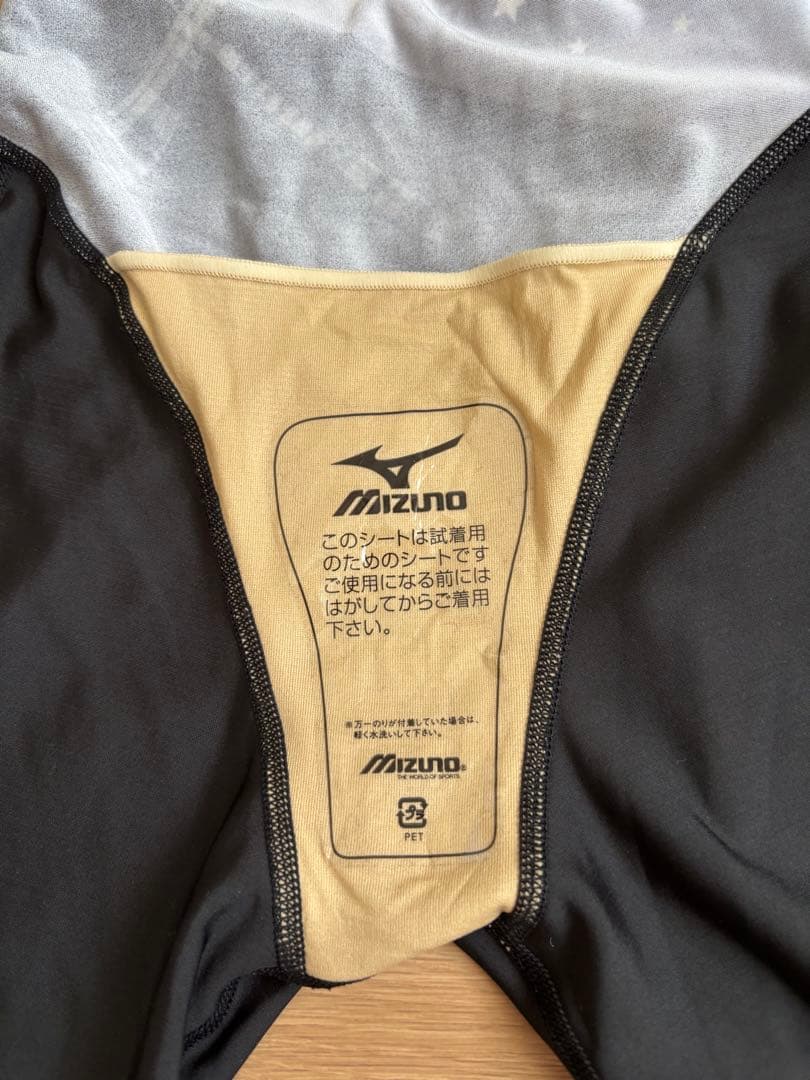 MIZUNO
このシートは試着用
のためのシートです
ご使用になる前には
はがしてからご着用
下さい。
※万一のりが付着していた場合は、
軽く水洗いして下さい。
MIZUNO®
THE WORLD OF SPORTS
プラ
PET